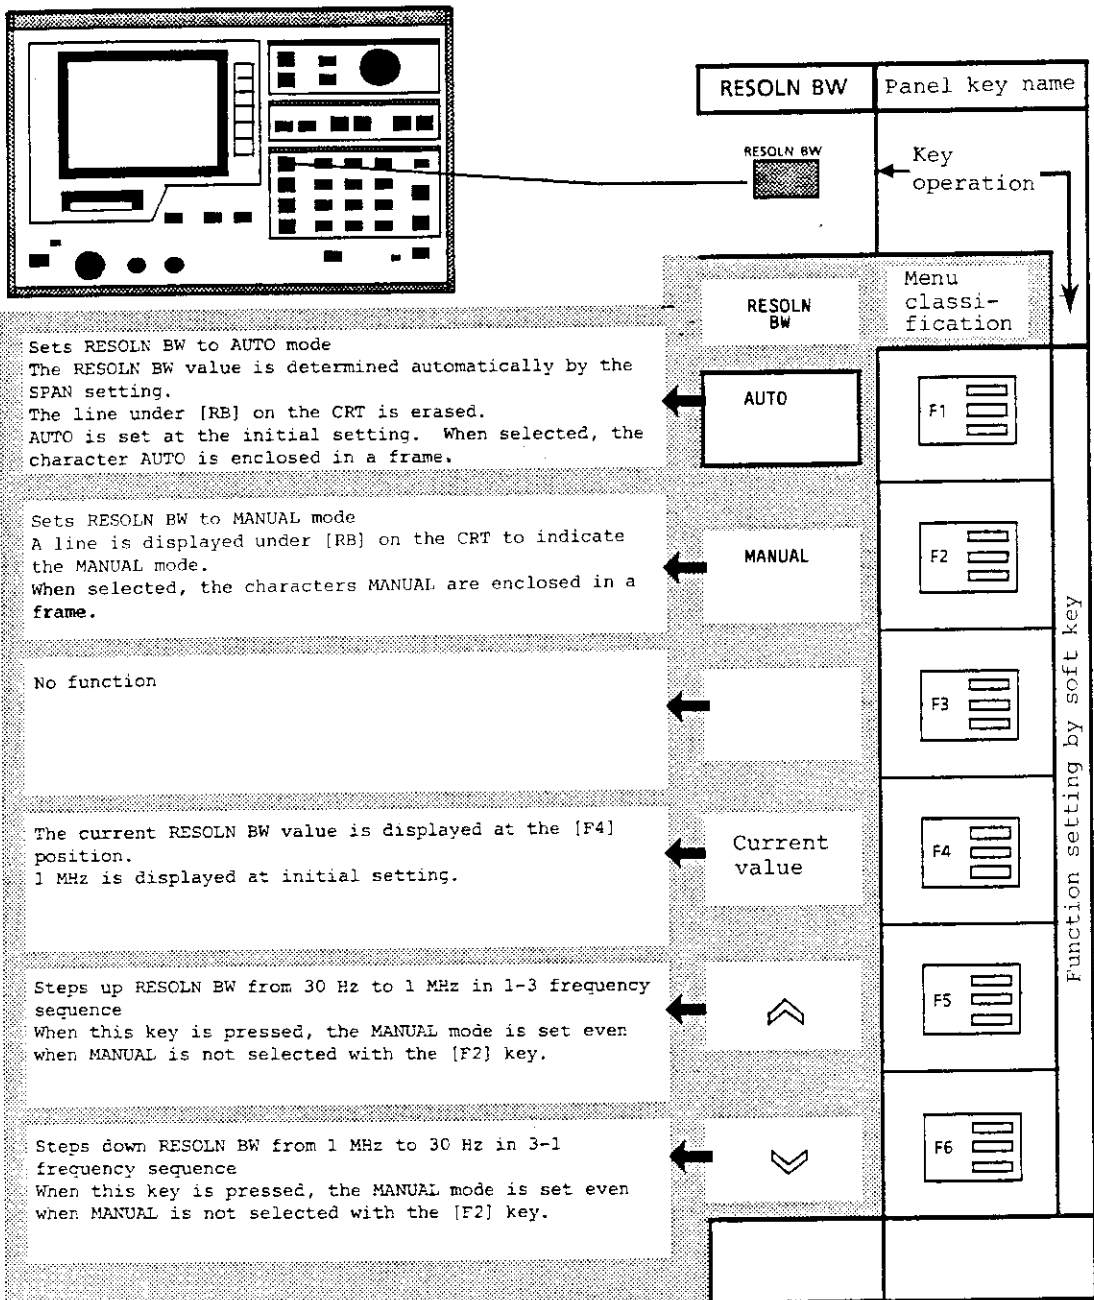 RESOLN BW
Panel key name
RESOLN BW
Key
operation
Menu
classi-
fication
RESOLN
BW
Sets RESOLN BW to AUTO mode
The RESOLN BW value is determined automatically by the
SPAN setting.
The line under [RB] on the CRT is erased.
AUTO is set at the initial setting. When selected, the
character AUTO is enclosed in a frame.
AUTO
F1
Sets RESOLN BW to MANUAL mode
A line is displayed under [RB] on the CRT to indicate
the MANUAL mode.
When selected, the characters MANUAL are enclosed in a
frame.
MANUAL
F2
No function
F3
The current RESOLN BW value is displayed at the [F4]
position.
1 MHz is displayed at initial setting.
Current
value
F4
Steps up RESOLN BW from 30 Hz to 1 MHz in 1-3 frequency
sequence
When this key is pressed, the MANUAL mode is set even
when MANUAL is not selected with the [F2] key.
F5
Steps down RESOLN BW from 1 MHz to 30 Hz in 3-1
frequency sequence
When this key is pressed, the MANUAL mode is set even
when MANUAL is not selected with the [F2] key.
F6
Function setting by soft key